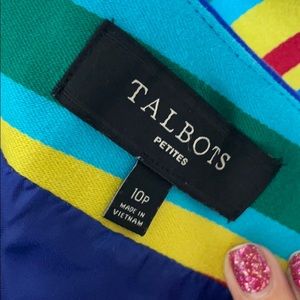 TALBOTS
PETITES
10P
MADE IN
VIETNAM